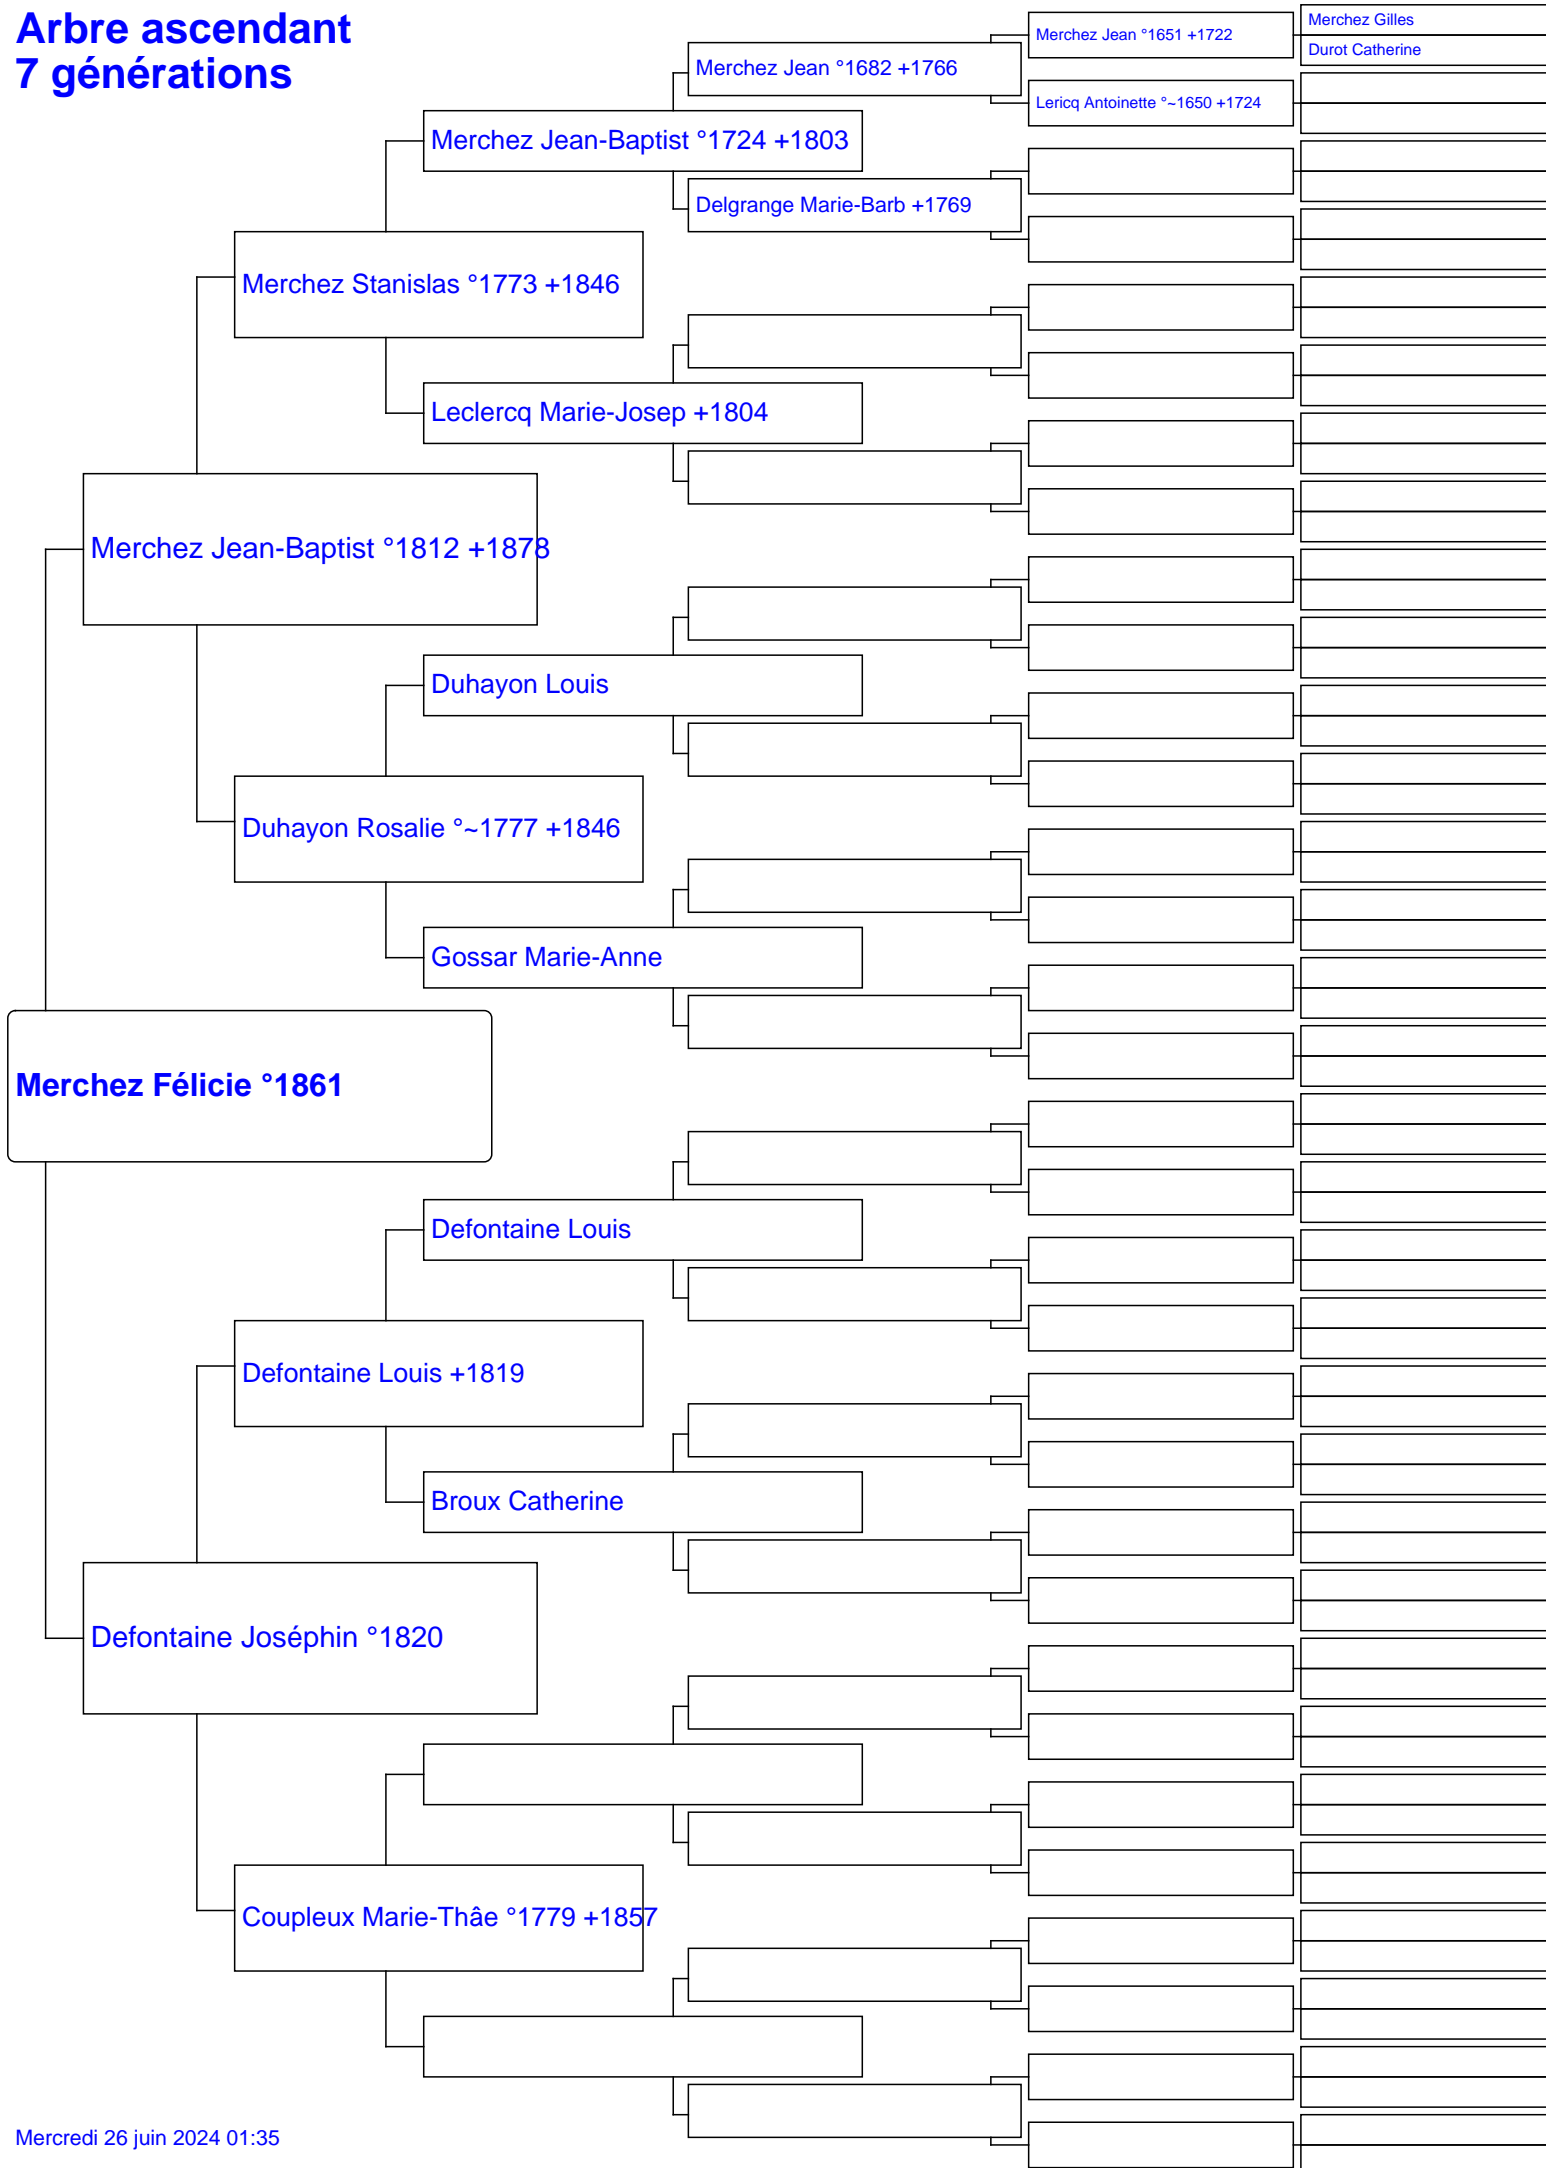 Arbre ascendant
7 générations
Merchez Gilles
Durot Catherine
Merchez Jean °1651 +1722
Merchez Jean °1682 +1766
Lericq Antoinette °~1650 +1724
Merchez Jean-Baptist °1724 +1803
Delgrange Marie-Barb +1769
Merchez Stanislas °1773 +1846
Leclercq Marie-Josep +1804
Merchez Jean-Baptist °1812 +1878
Duhayon Louis
Duhayon Rosalie °~1777 +1846
Gossar Marie-Anne
Merchez Félicie °1861
Defontaine Louis
Defontaine Louis +1819
Broux Catherine
Defontaine Joséphin °1820
Coupleux Marie-Thâe °1779 +1857
Mercredi 26 juin 2024 01:35